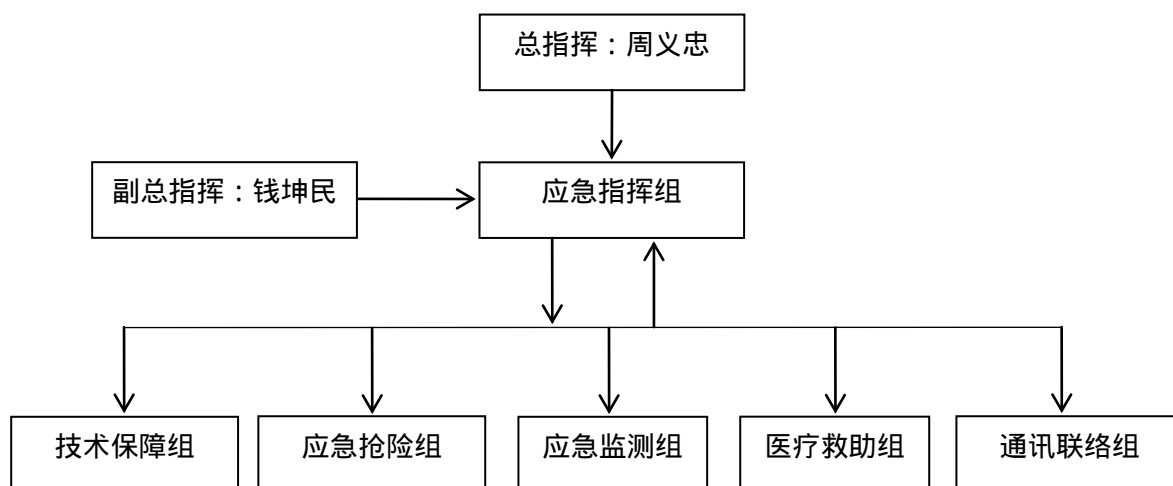 总指挥：周义忠
副总指挥：钱坤民
应急指挥组
技术保障组
应急抢险组
应急监测组
医疗救助组
通讯联络组